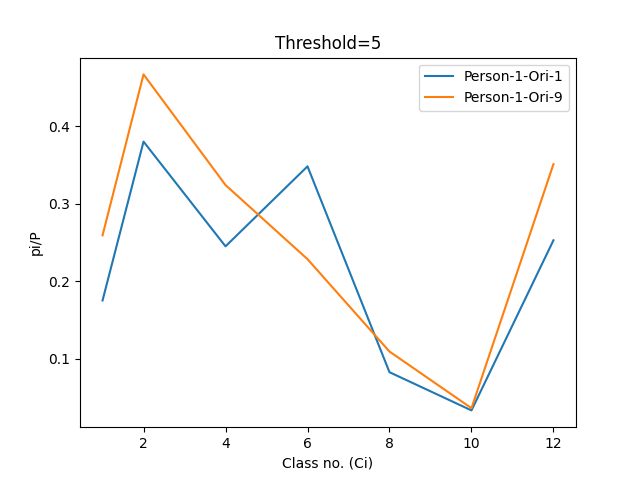 Threshold=5
Person-1-Ori-1
Person-1-Ori-9
pi/P
0.4
0.3
0.2
0.1
2 4 6 8 10 12
Class no. (Ci)